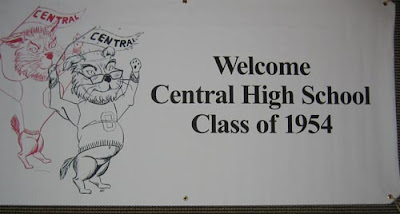 CENTRAL
CENTRAL
Welcome
Central High School
Class of 1954